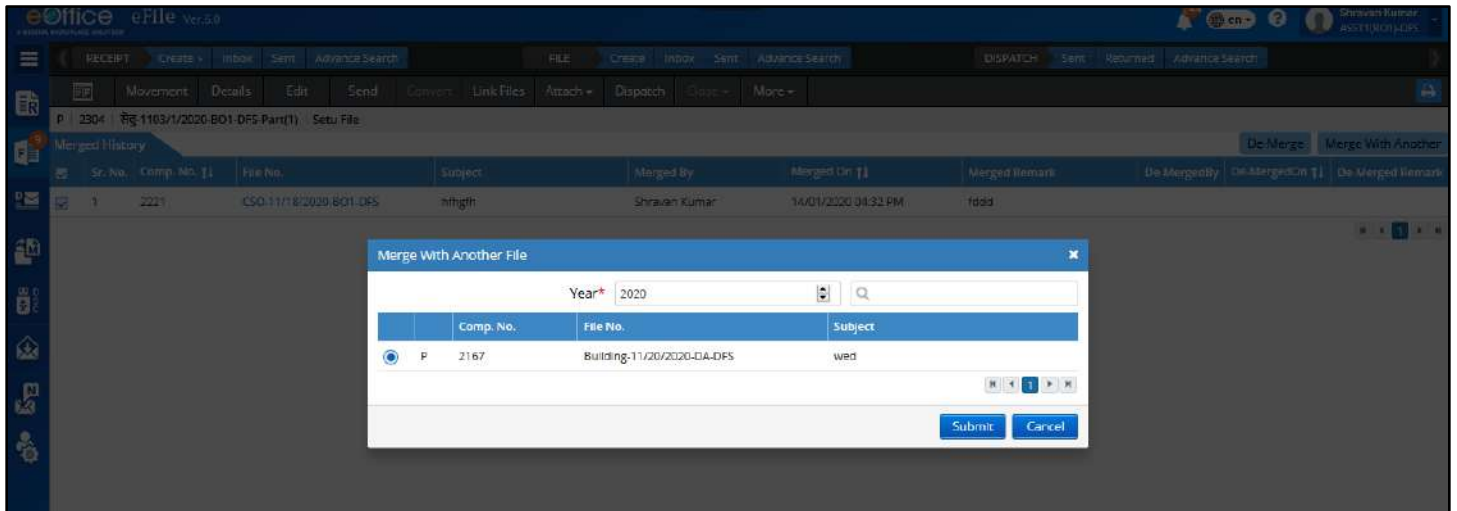 eOffice eFile Ver.5.0
en
Shravan Kumar
RECEIPT Create Inbox Sent Advance Search FILE Create Inbox Sent Advance Search DISPATCH Sent Returned Advance Search
Movement Details Edit Send Convert Link Files Attach Dispatch Close More
P 2304 सेतु-1103/1/2020-BO1-DFS-Part(1) Setu File
Merged History De-Merge Merge With Another
Sr. No. Comp. No. File No. Subject Merged By Merged On Merged Remark De-MergedBy De-MergedOn De-Merged Remark
1 2221 CSO-11/18/2020-BO1-DFS hfhgfh Shravan Kumar 14/01/2020 04:32 PM fddd
1
Merge With Another File
Year* 2020
Comp. No. File No. Subject
P 2167 Building-11/20/2020-DA-DFS wed
1
Submit Cancel